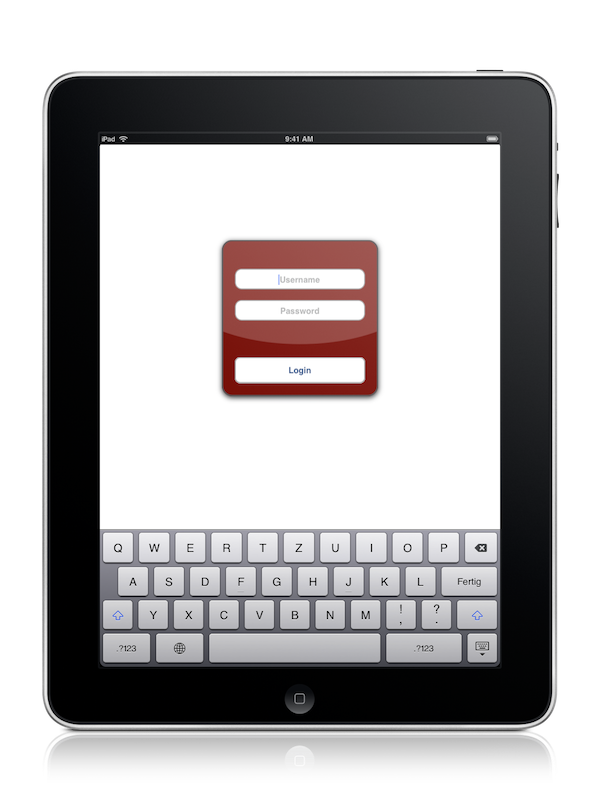 iPad 9:41 AM
Username
Password
Login
Q W E R T Z U I O P
A S D F G H J K L Fertig
Y X C V B N M ! , ? .
.?123 .?123